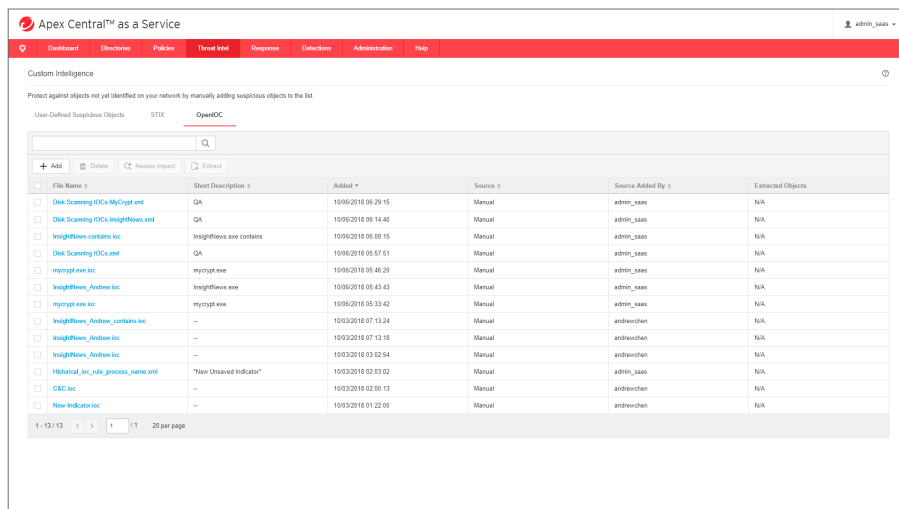 Apex Central™ as a Service
admin_saas
Dashboard Directories Policies Threat Intel Response Detections Administration Help
Custom Intelligence
Protect against objects not yet identified on your network by manually adding suspicious objects to the list.
User-Defined Suspicious Objects STIX OpenIOC
Add Delete Assess Impact Extract
File Name Short Description Added Source Source Added By Extracted Objects
Disk Scanning IOCs-MyCrypt.xml QA 10/06/2018 06:29:15 Manual admin_saas N/A
Disk Scanning IOCs-InsightNews.xml QA 10/06/2018 06:14:40 Manual admin_saas N/A
InsightNews-contains.ioc InsightNews.exe contains 10/06/2018 06:08:15 Manual admin_saas N/A
Disk Scanning IOCs.xml QA 10/06/2018 05:57:51 Manual admin_saas N/A
mycrypt.exe.ioc mycrypt.exe 10/06/2018 05:46:20 Manual admin_saas N/A
InsightNews_Andrew.ioc InsightNews.exe 10/06/2018 05:43:43 Manual admin_saas N/A
mycrypt.exe.ioc mycrypt.exe 10/06/2018 05:33:42 Manual admin_saas N/A
InsightNews_Andrew_contains.ioc -- 10/03/2018 07:13:24 Manual andrewchen N/A
InsightNews_Andrew.ioc -- 10/03/2018 07:13:18 Manual andrewchen N/A
InsightNews_Andrew.ioc -- 10/03/2018 03:02:54 Manual andrewchen N/A
Historical_ioc_rule_process_name.xml "New Unsaved Indicator" 10/03/2018 02:03:02 Manual admin_saas N/A
C&C.ioc -- 10/03/2018 02:00:13 Manual andrewchen N/A
New-Indicator.ioc -- 10/03/2018 01:22:00 Manual andrewchen N/A
1 - 13 / 13 < > 1 / 1 20 per page